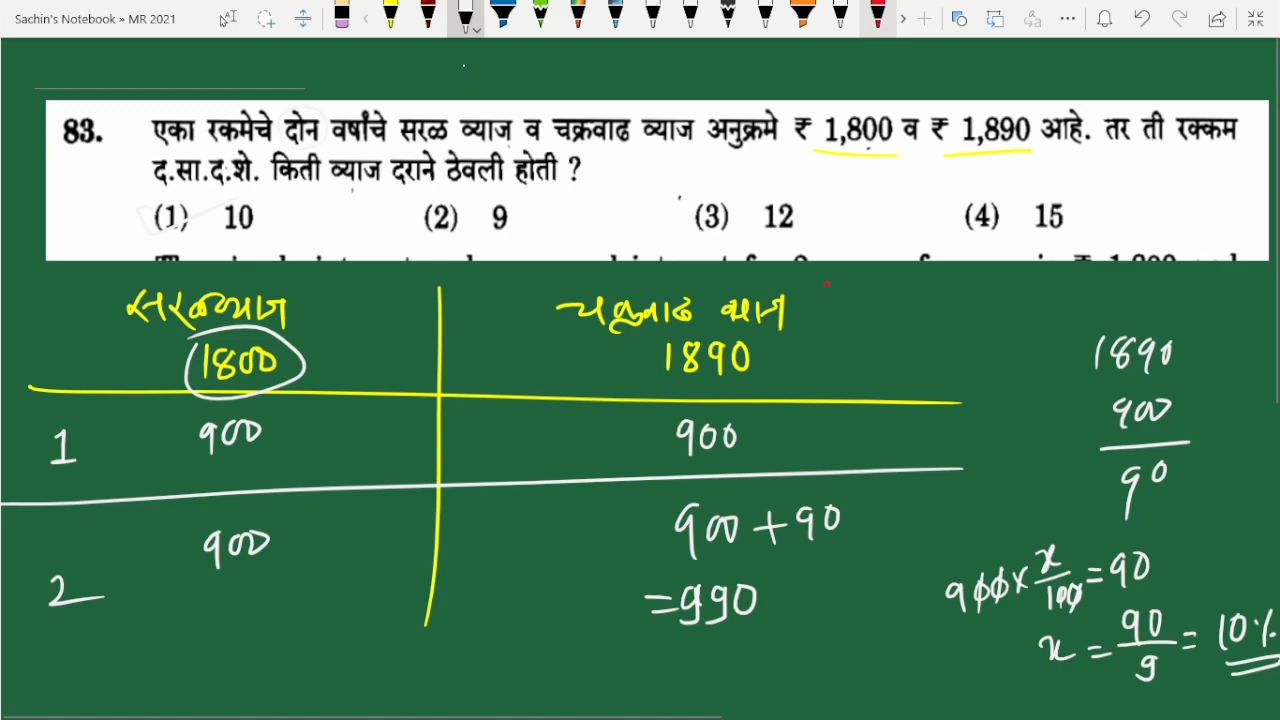 Sachin's Notebook » MR 2021
83. एका रकमेचे दोन वर्षांचे सरळ व्याज व चक्रवाढ व्याज अनुक्रमे ₹ 1,800 व ₹ 1,890 आहे. तर ती रक्कम
द.सा.द.शे. किती व्याज दराने ठेवली होती ?
(1) 10 (2) 9 (3) 12 (4) 15
सरळव्याज चक्रवाढ व्याज
1800 1890
1 900 900
2 900 900 + 90
= 990
1890
900
90
900 × x/100 = 90
x = 90/9 = 10%